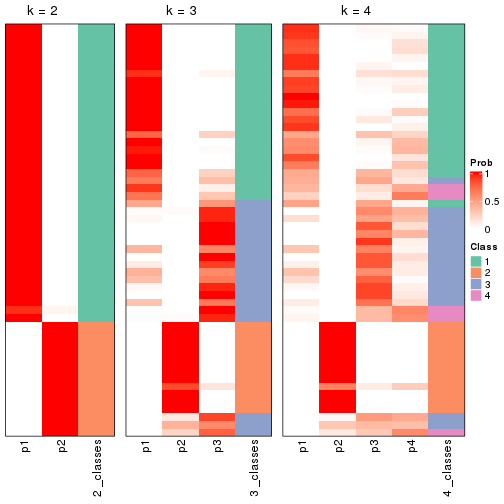 k = 2
k = 3
k = 4
p1
p2
2_classes
p1
p2
p3
3_classes
p1
p2
p3
p4
4_classes
Prob
1
0.5
0
Class
1
2
3
4